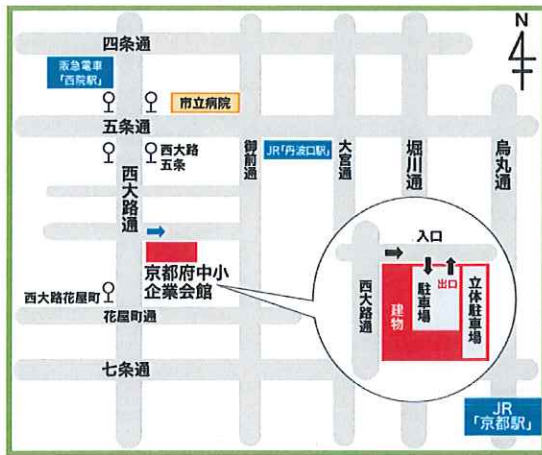 N
四条通
阪急電車
「西院駅」
市立病院
五条通
西大路
五条
御前通
JR「丹波口駅」
大宮通
堀川通
烏丸通
西大路通
京都府中小
企業会館
西大路花屋町
花屋町通
七条通
入口
西大路通
建物
駐車場
出口
立体駐車場
JR
「京都駅」